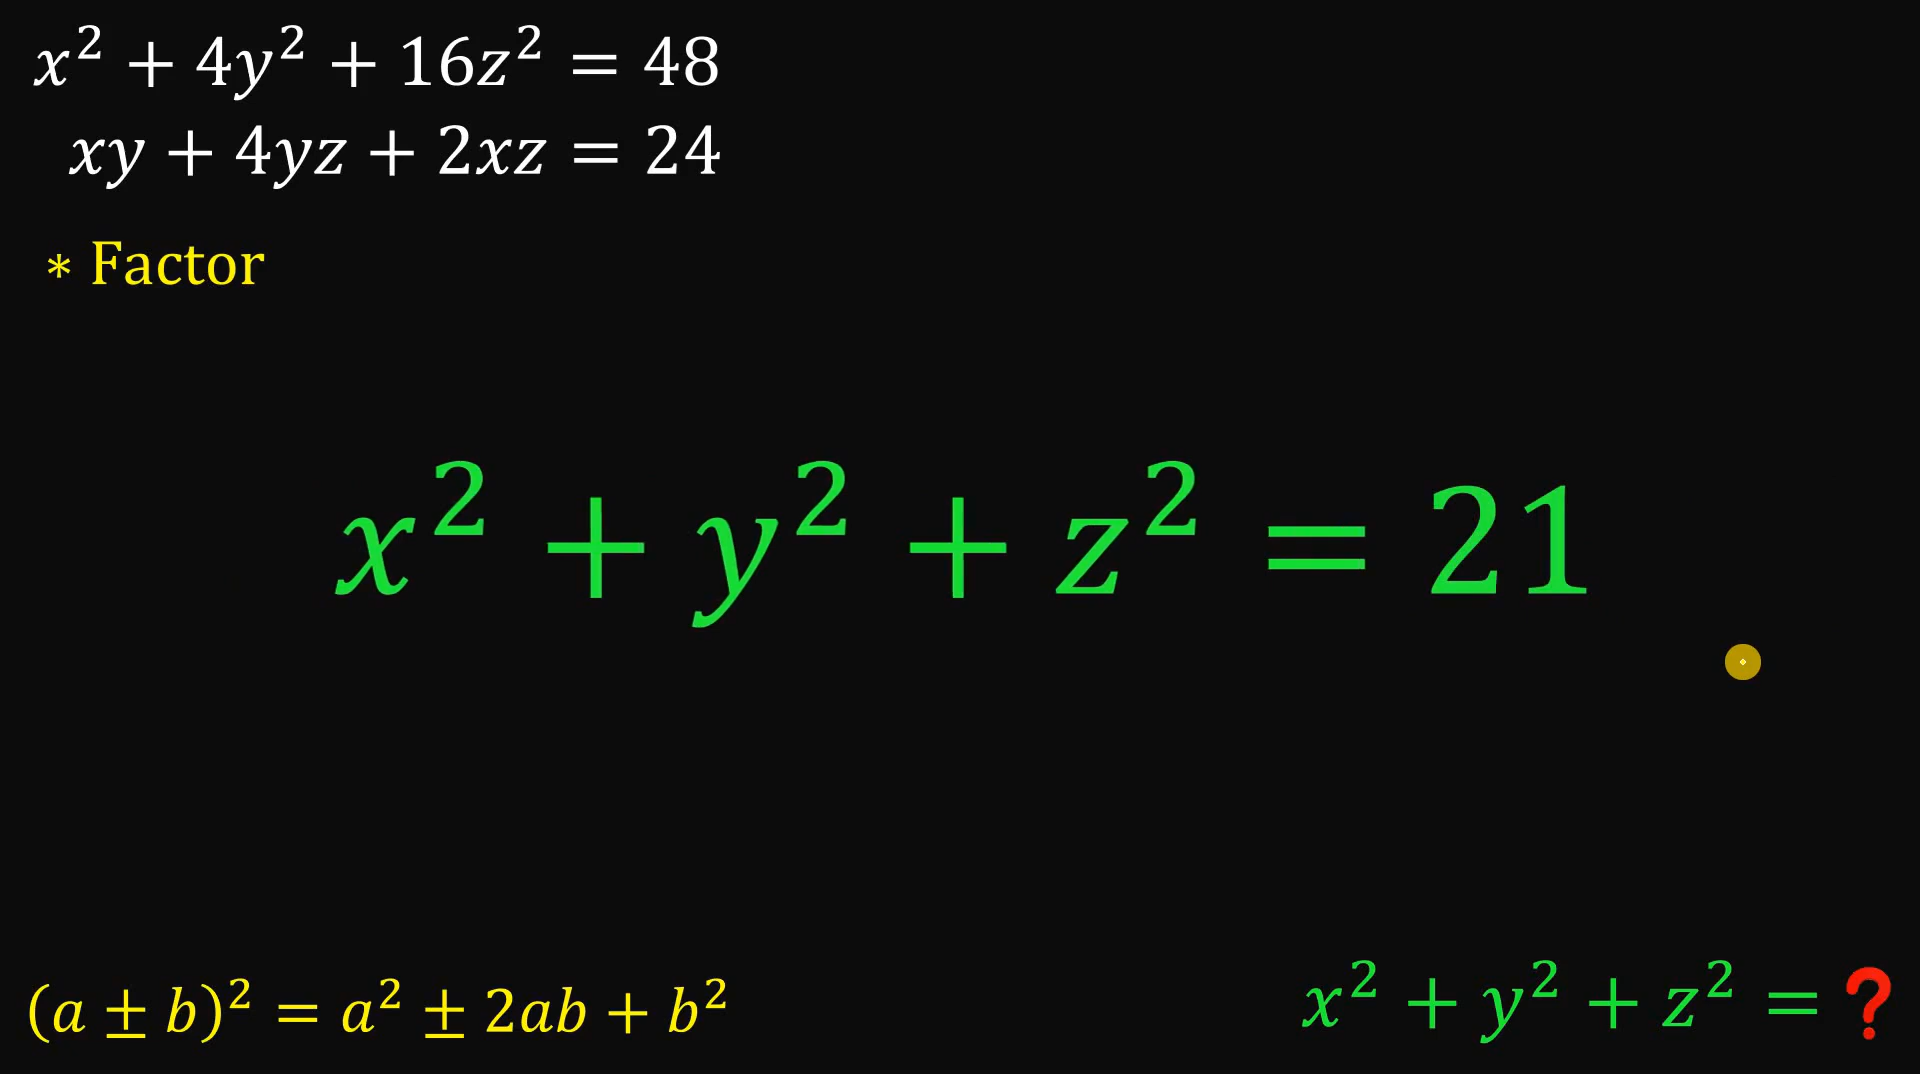 x² + 4y² + 16z² = 48
xy + 4yz + 2xz = 24
* Factor
x² + y² + z² = 21
(a ± b)² = a² ± 2ab + b²
x² + y² + z² = ❓